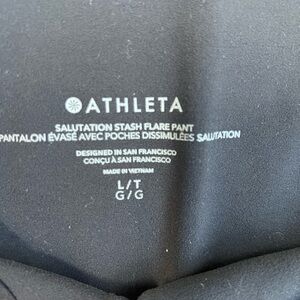 ATHLETA
SALUTATION STASH FLARE PANT
PANTALON ÉVASÉ AVEC POCHES DISSIMULÉES SALUTATION
DESIGNED IN SAN FRANCISCO
CONÇU À SAN FRANCISCO
MADE IN VIETNAM
L/T
G/G